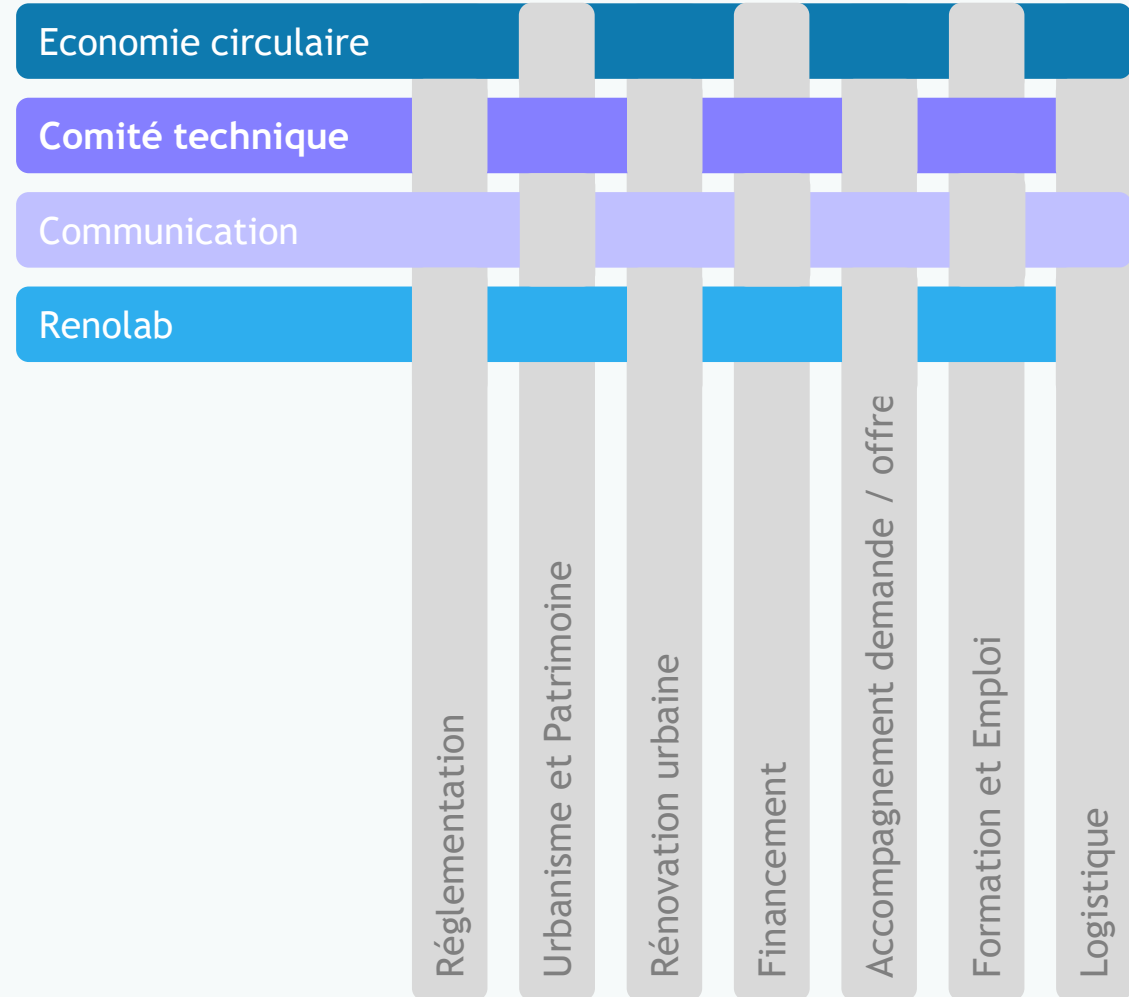 Economie circulaire
Comité technique
Communication
Renolab
Réglementation
Urbanisme et Patrimoine
Rénovation urbaine
Financement
Accompagnement demande / offre
Formation et Emploi
Logistique